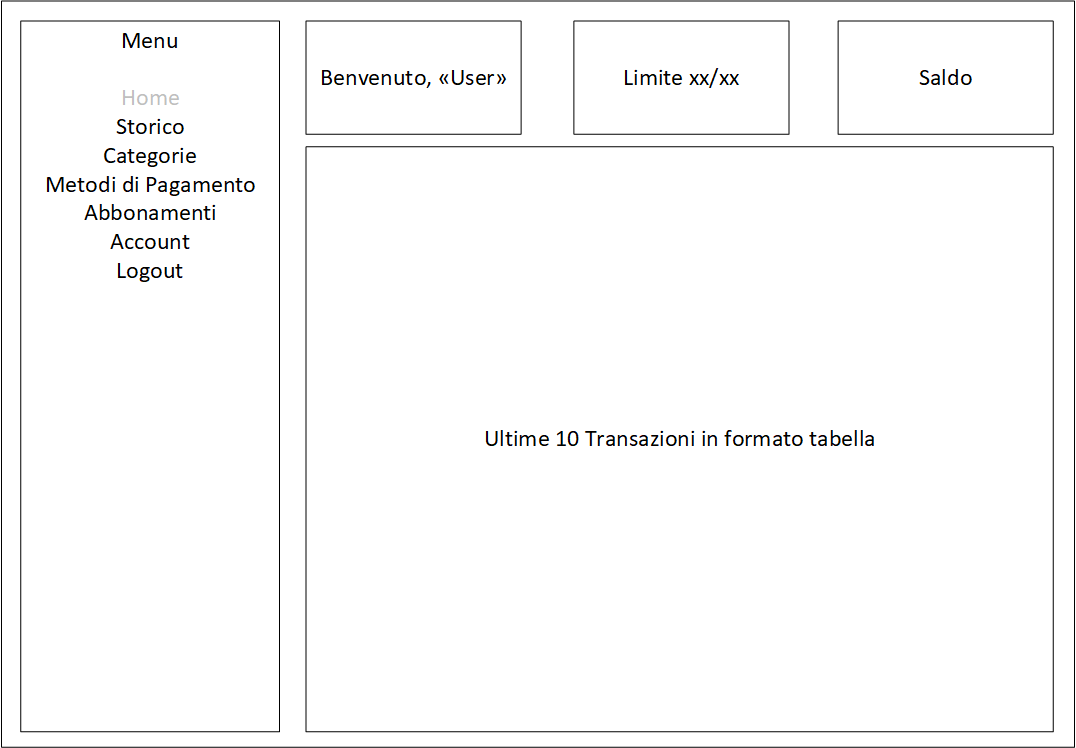 Menu
Home
Storico
Categorie
Metodi di Pagamento
Abbonamenti
Account
Logout
Benvenuto, «User»
Limite xx/xx
Saldo
Ultime 10 Transazioni in formato tabella